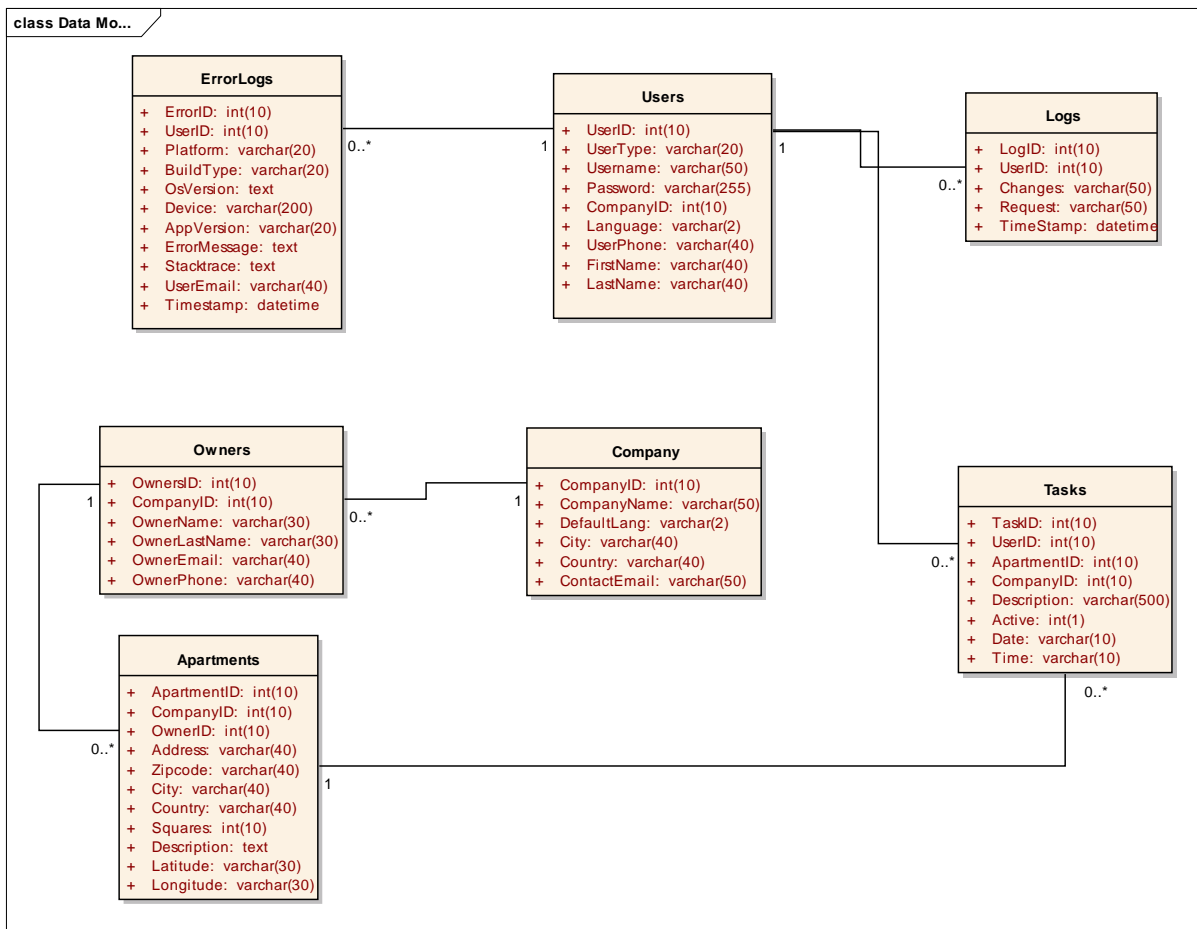 class Data Mo...
ErrorLogs
+ ErrorID: int(10)
+ UserID: int(10)
+ Platform: varchar(20)
+ BuildType: varchar(20)
+ OsVersion: text
+ Device: varchar(200)
+ AppVersion: varchar(20)
+ ErrorMessage: text
+ Stacktrace: text
+ UserEmail: varchar(40)
+ Timestamp: datetime
0..*
1
Users
+ UserID: int(10)
+ UserType: varchar(20)
+ Username: varchar(50)
+ Password: varchar(255)
+ CompanyID: int(10)
+ Language: varchar(2)
+ UserPhone: varchar(40)
+ FirstName: varchar(40)
+ LastName: varchar(40)
1
0..*
Logs
+ LogID: int(10)
+ UserID: int(10)
+ Changes: varchar(50)
+ Request: varchar(50)
+ TimeStamp: datetime
Owners
+ OwnersID: int(10)
+ CompanyID: int(10)
+ OwnerName: varchar(30)
+ OwnerLastName: varchar(30)
+ OwnerEmail: varchar(40)
+ OwnerPhone: varchar(40)
1
0..*
1
Company
+ CompanyID: int(10)
+ CompanyName: varchar(50)
+ DefaultLang: varchar(2)
+ City: varchar(40)
+ Country: varchar(40)
+ ContactEmail: varchar(50)
0..*
Tasks
+ TaskID: int(10)
+ UserID: int(10)
+ ApartmentID: int(10)
+ CompanyID: int(10)
+ Description: varchar(500)
+ Active: int(1)
+ Date: varchar(10)
+ Time: varchar(10)
0..*
Apartments
+ ApartmentID: int(10)
+ CompanyID: int(10)
+ OwnerID: int(10)
+ Address: varchar(40)
+ Zipcode: varchar(40)
+ City: varchar(40)
+ Country: varchar(40)
+ Squares: int(10)
+ Description: text
+ Latitude: varchar(30)
+ Longitude: varchar(30)
0..*
1